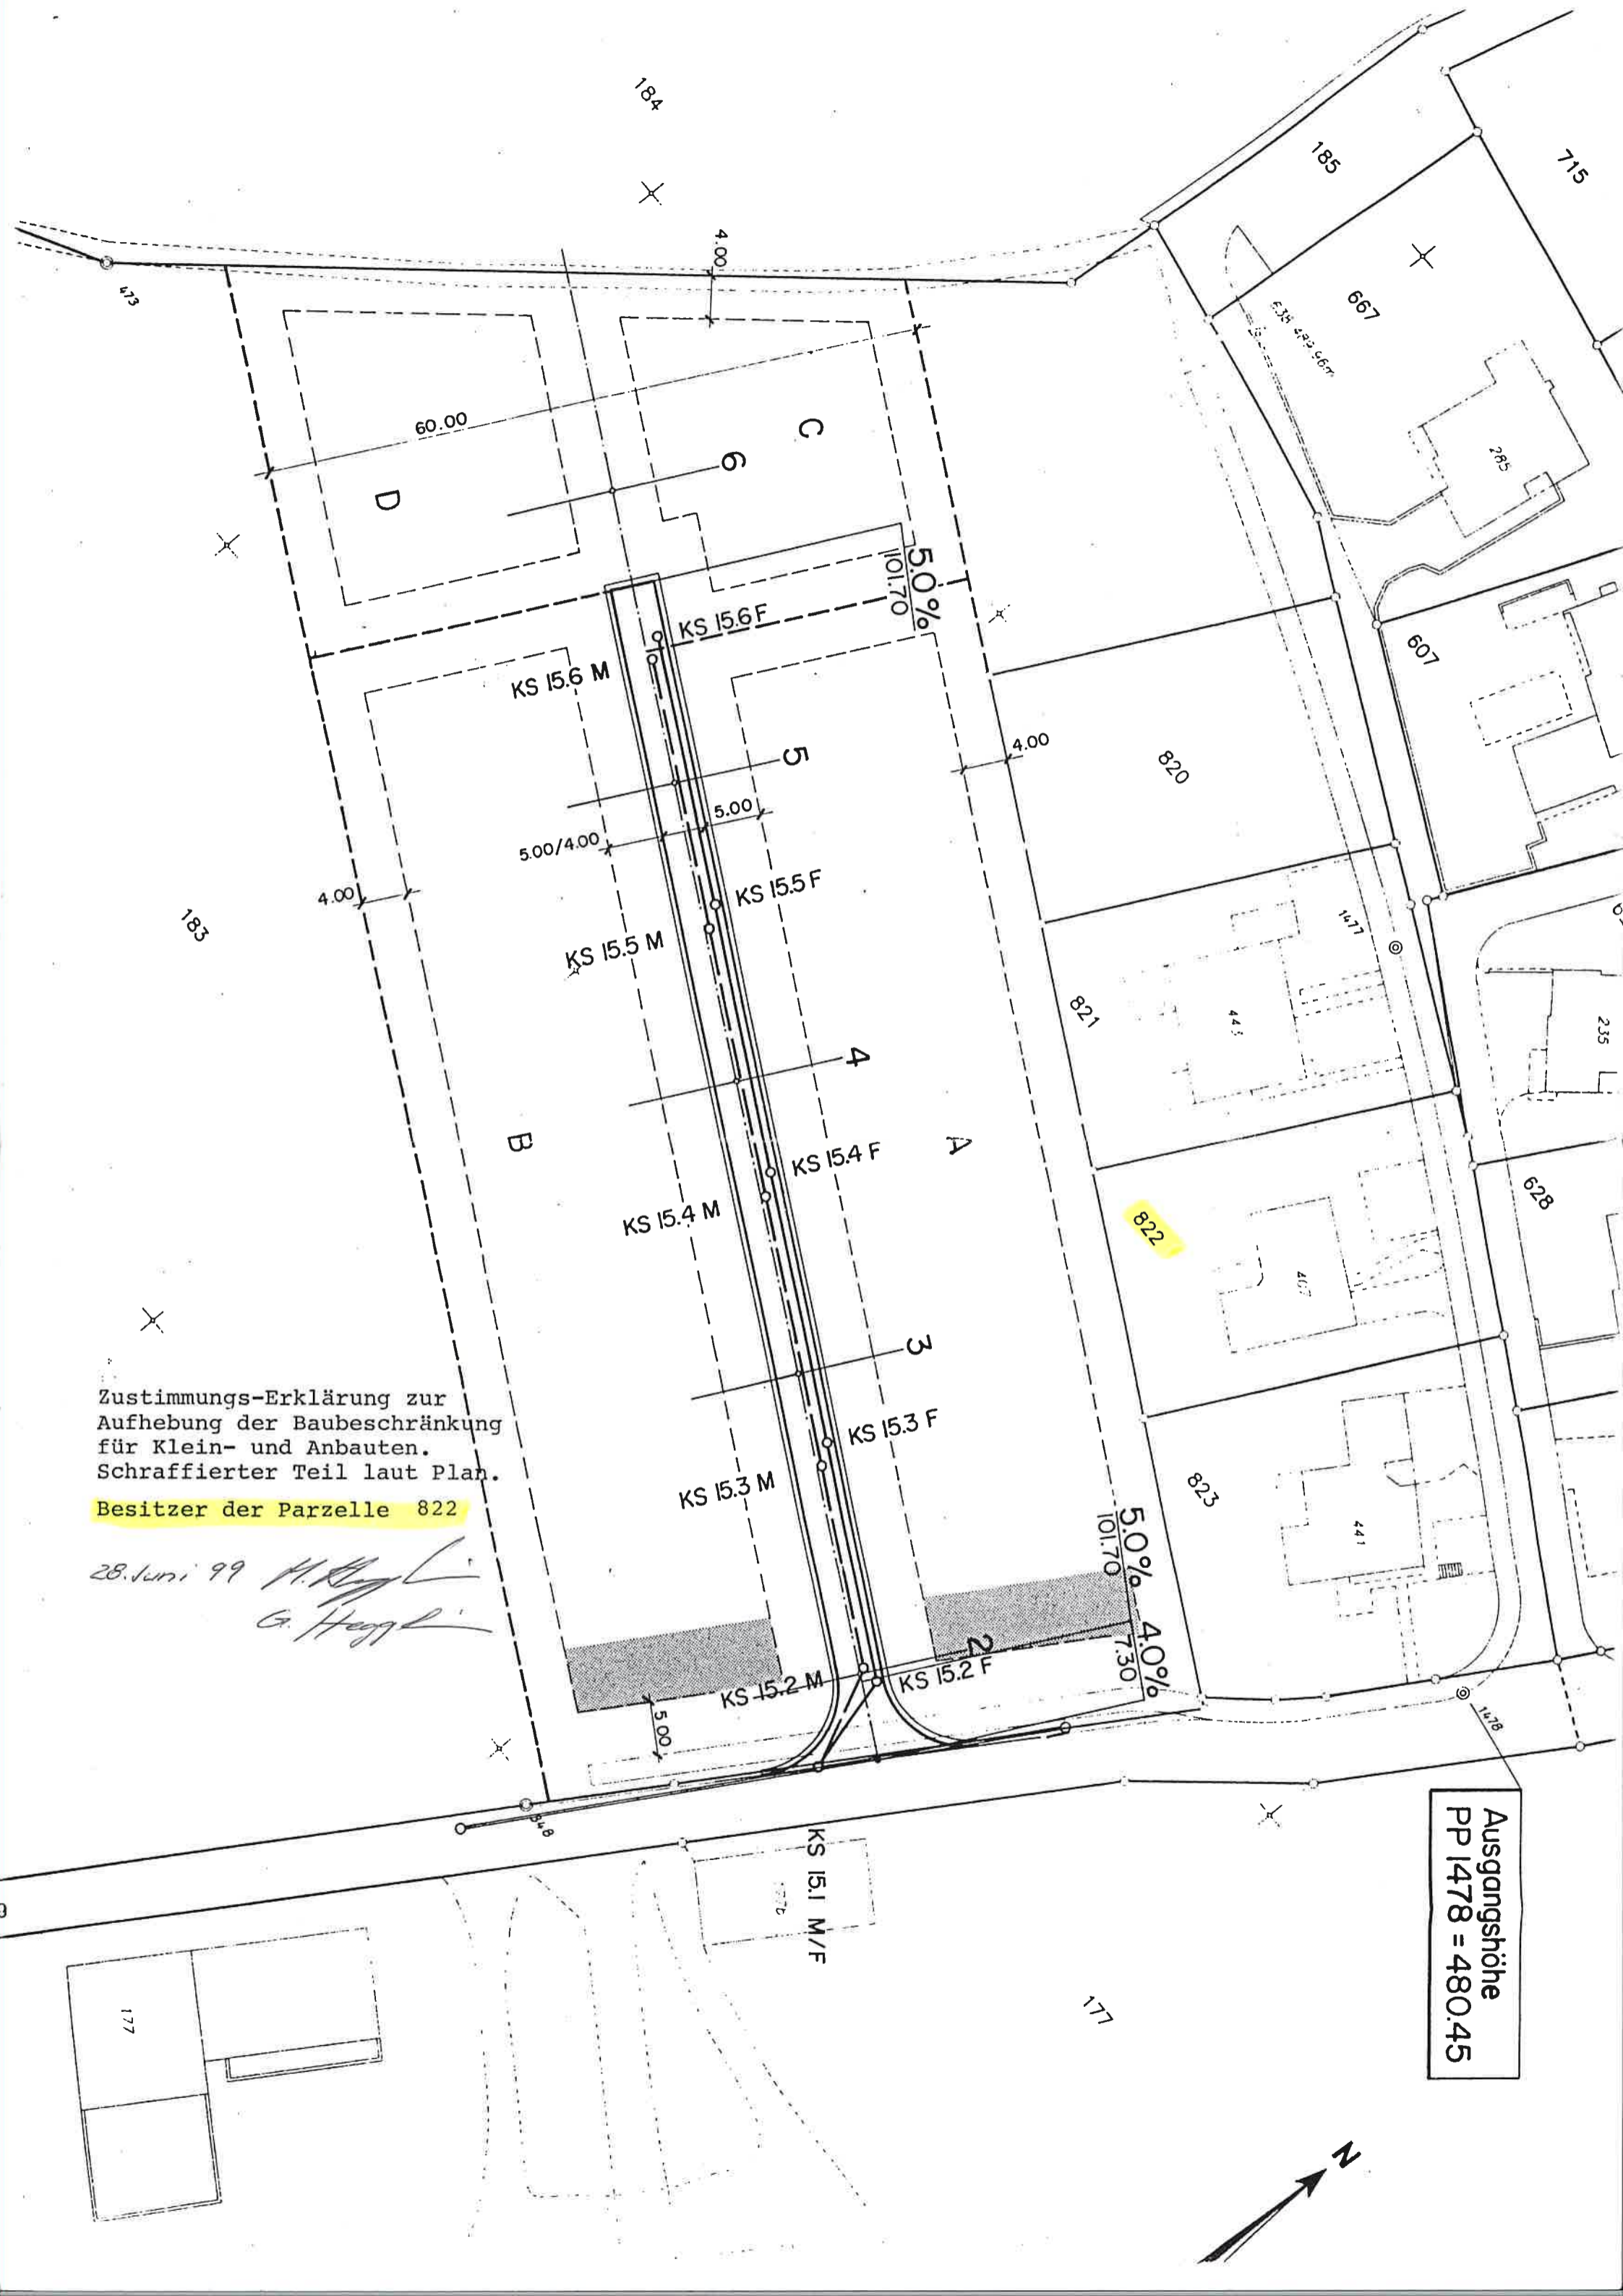 184
185
715
4.00
473
667
60.00
C
6
285
D
5.0%
101.70
KS 15.6 F
607
KS 15.6 M
5
4.00
820
5.00
5.00/4.00
4.00
KS 15.5 F
183
KS 15.5 M
1477
821
235
4
B
A
KS 15.4 F
KS 15.4 M
822
628
3
KS 15.3 F
KS 15.3 M
823
441
Zustimmungs-Erklärung zur
Aufhebung der Baubeschränkung
für Klein- und Anbauten.
Schraffierter Teil laut Plan.
Besitzer der Parzelle 822
28. Juni 99
5.0%
101.70
4.0%
7.30
2
KS 15.2 M
KS 15.2 F
5.00
1478
KS 15.1 M/F
Ausgangshöhe
PP 1478 = 480.45
177
177
N